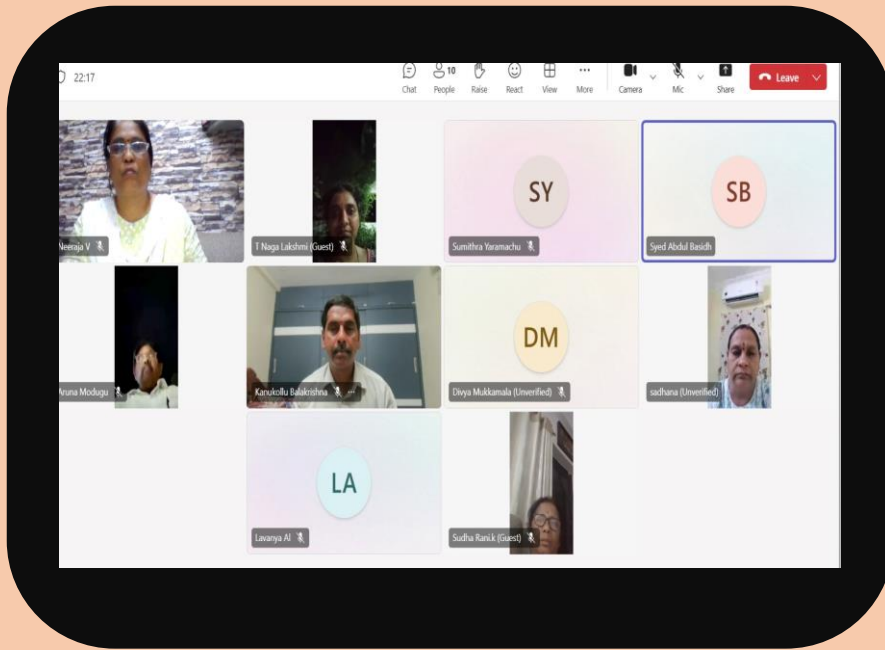 22:17
10
Chat People Raise React View More Camera Mic Share Leave
SY
SB
Neeraja V
T Naga Lakshmi (Guest)
Sumithra Yaramachu
Syed Abdul Basidh
DM
Aruna Modugu
Kanukollu Balakrishna
Divya Mukkamala (Unverified)
sadhana (Unverified)
LA
Lavanya Al
Sudha Rani.k (Guest)